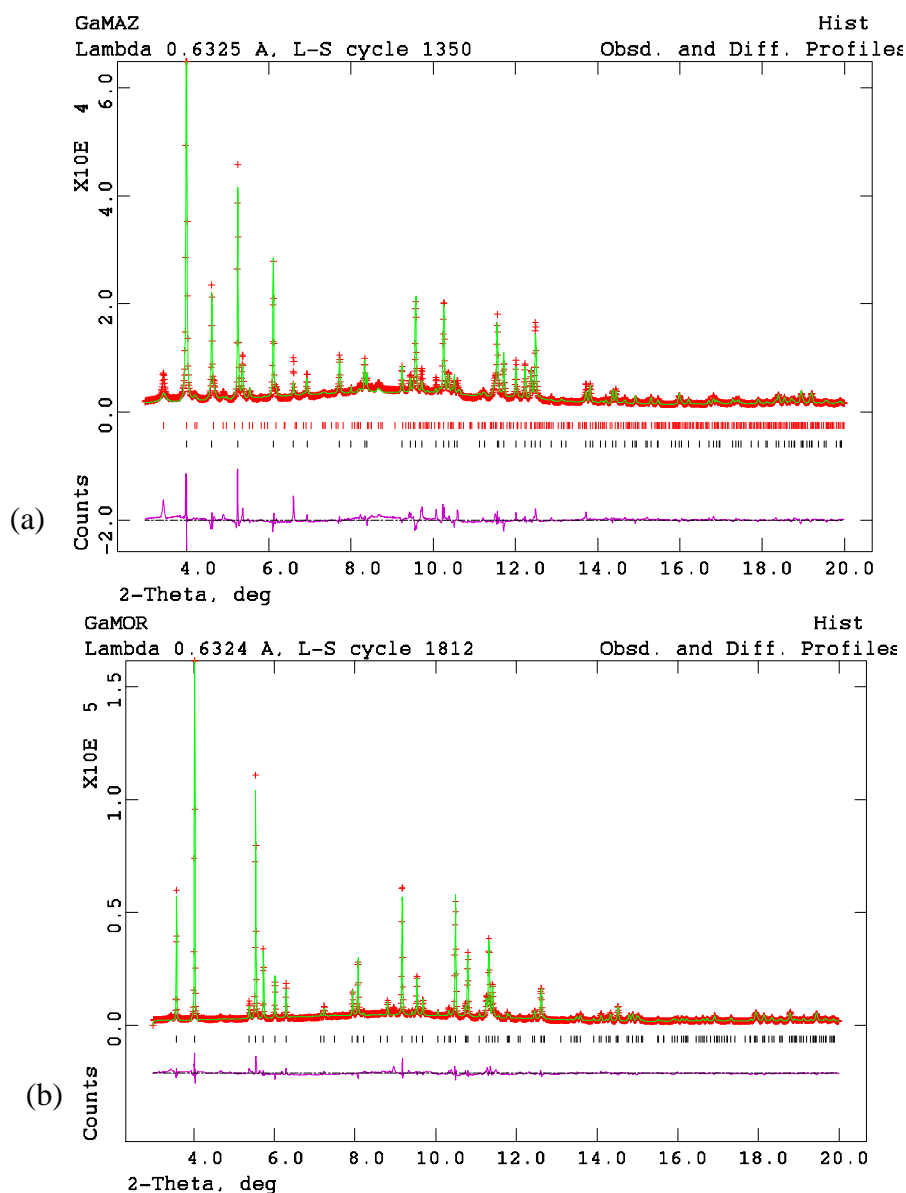 GaMAZ Hist
Lambda 0.6325 A, L-S cycle 1350 Obsd. and Diff. Profiles
X10E 4
6.0
4.0
2.0
0.0
Counts
-2.0
(a)
4.0 6.0 8.0 10.0 12.0 14.0 16.0 18.0 20.0
2-Theta, deg
GaMOR Hist
Lambda 0.6324 A, L-S cycle 1812 Obsd. and Diff. Profiles
X10E 5
1.5
1.0
0.5
0.0
Counts
(b)
4.0 6.0 8.0 10.0 12.0 14.0 16.0 18.0 20.0
2-Theta, deg